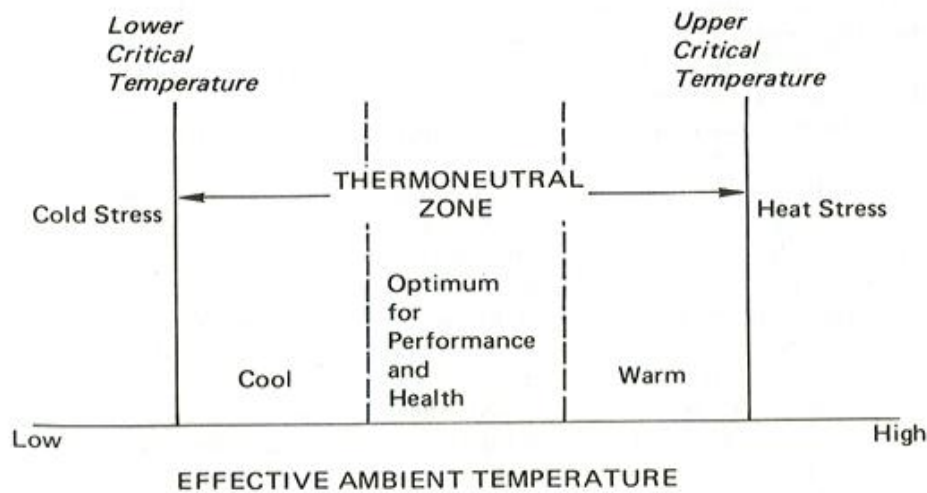 Lower
Critical
Temperature
Upper
Critical
Temperature
THERMONEUTRAL
ZONE
Cold Stress
Heat Stress
Optimum
for
Performance
and
Health
Cool
Warm
Low
High
EFFECTIVE AMBIENT TEMPERATURE